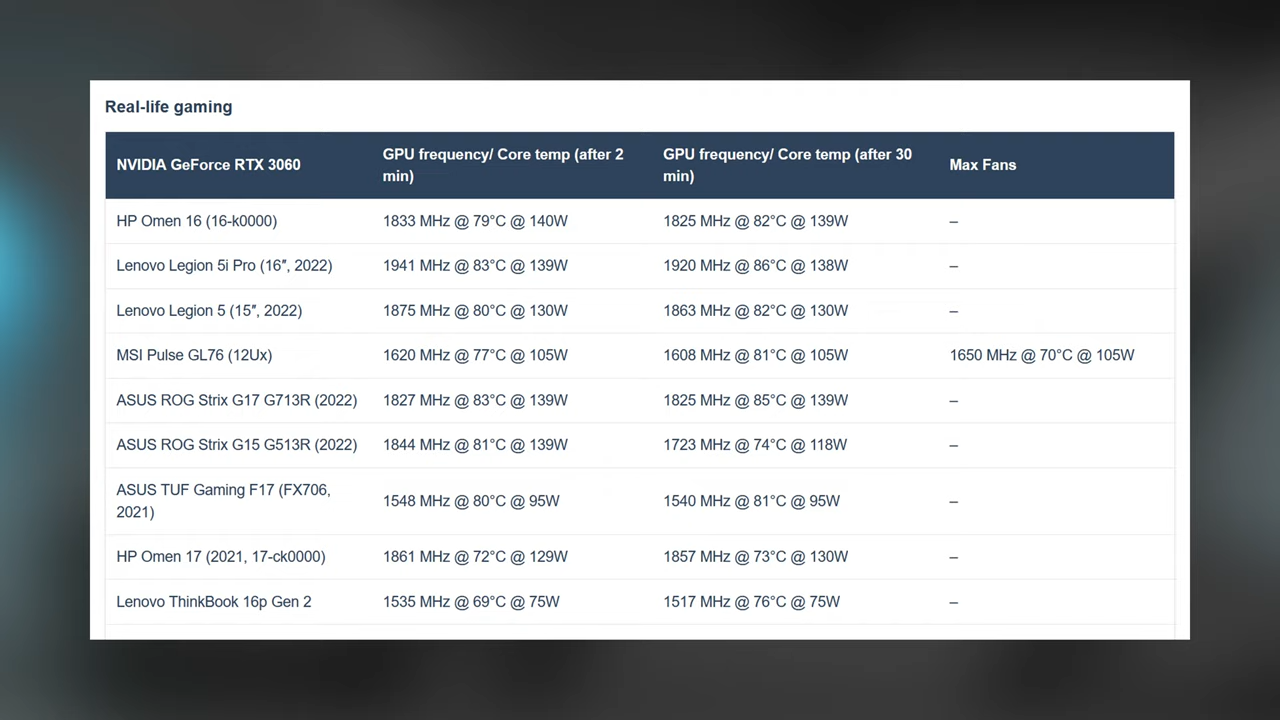 Real-life gaming
NVIDIA GeForce RTX 3060
GPU frequency/ Core temp (after 2
min)
GPU frequency/ Core temp (after 30
min)
Max Fans
HP Omen 16 (16-k0000)
1833 MHz @ 79°C @ 140W
1825 MHz @ 82°C @ 139W
–
Lenovo Legion 5i Pro (16″, 2022)
1941 MHz @ 83°C @ 139W
1920 MHz @ 86°C @ 138W
–
Lenovo Legion 5 (15″, 2022)
1875 MHz @ 80°C @ 130W
1863 MHz @ 82°C @ 130W
–
MSI Pulse GL76 (12Ux)
1620 MHz @ 77°C @ 105W
1608 MHz @ 81°C @ 105W
1650 MHz @ 70°C @ 105W
ASUS ROG Strix G17 G713R (2022)
1827 MHz @ 83°C @ 139W
1825 MHz @ 85°C @ 139W
–
ASUS ROG Strix G15 G513R (2022)
1844 MHz @ 81°C @ 139W
1723 MHz @ 74°C @ 118W
–
ASUS TUF Gaming F17 (FX706,
2021)
1548 MHz @ 80°C @ 95W
1540 MHz @ 81°C @ 95W
–
HP Omen 17 (2021, 17-ck0000)
1861 MHz @ 72°C @ 129W
1857 MHz @ 73°C @ 130W
–
Lenovo ThinkBook 16p Gen 2
1535 MHz @ 69°C @ 75W
1517 MHz @ 76°C @ 75W
–